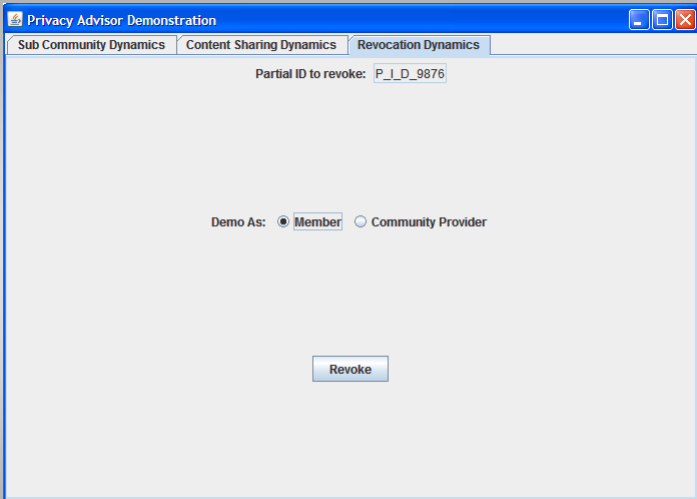 Privacy Advisor Demonstration
Sub Community Dynamics Content Sharing Dynamics Revocation Dynamics
Partial ID to revoke: P_I_D_9876
Demo As: Member Community Provider
Revoke